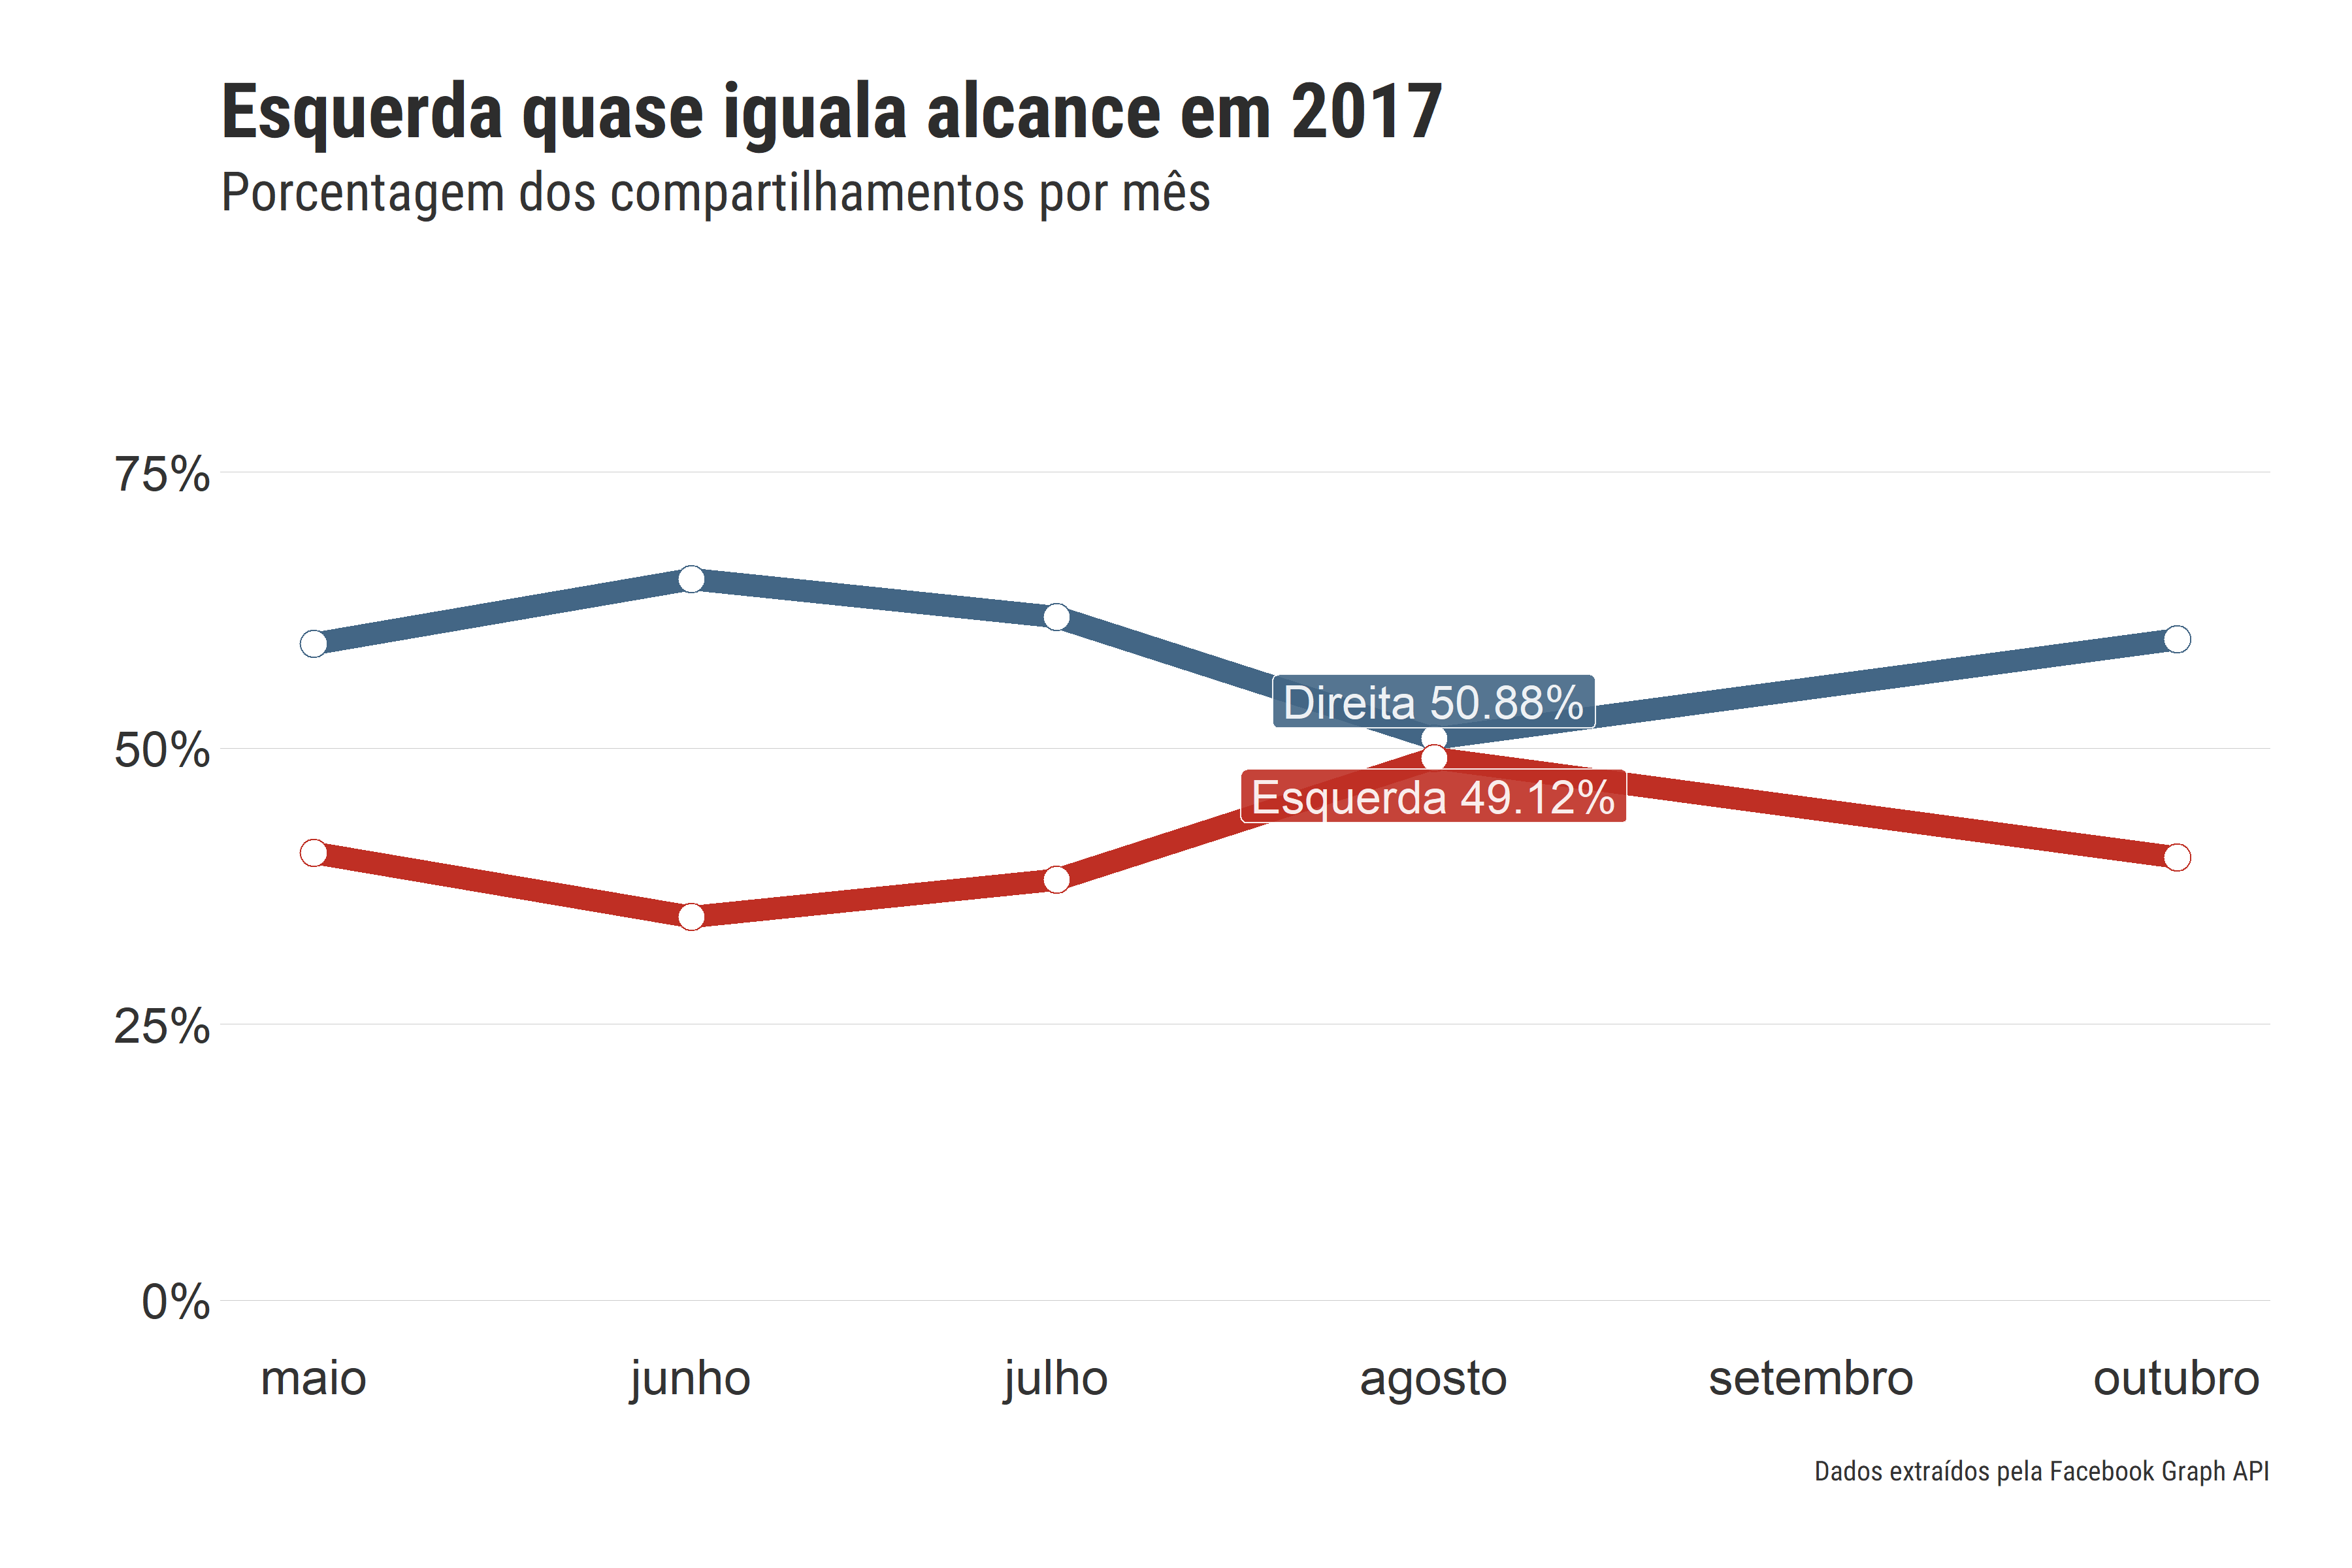 Esquerda quase iguala alcance em 2017
Porcentagem dos compartilhamentos por mês
75%
Direita 50.88%
50%
Esquerda 49.12%
25%
0%
maio junho julho agosto setembro outubro
Dados extraídos pela Facebook Graph API